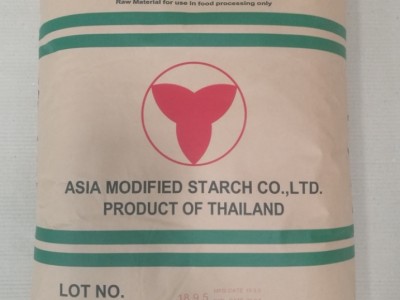 Raw Material for use in food processing only
ASIA MODIFIED STARCH CO.,LTD.
PRODUCT OF THAILAND
LOT NO.